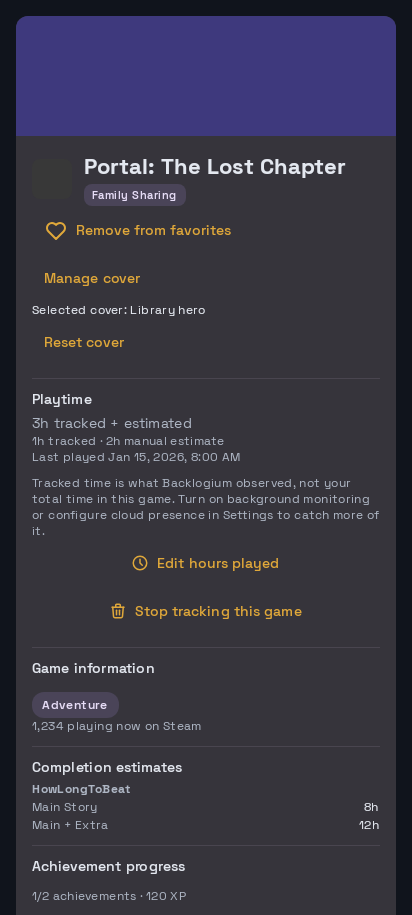 Portal: The Lost Chapter
Family Sharing
Remove from favorites
Manage cover
Selected cover: Library hero
Reset cover
Playtime
3h tracked + estimated
1h tracked · 2h manual estimate
Last played Jan 15, 2026, 8:00 AM
Tracked time is what Backlogium observed, not your
total time in this game. Turn on background monitoring
or configure cloud presence in Settings to catch more of
it.
Edit hours played
Stop tracking this game
Game information
Adventure
1,234 playing now on Steam
Completion estimates
HowLongToBeat
Main Story 8h
Main + Extra 12h
Achievement progress
1/2 achievements · 120 XP